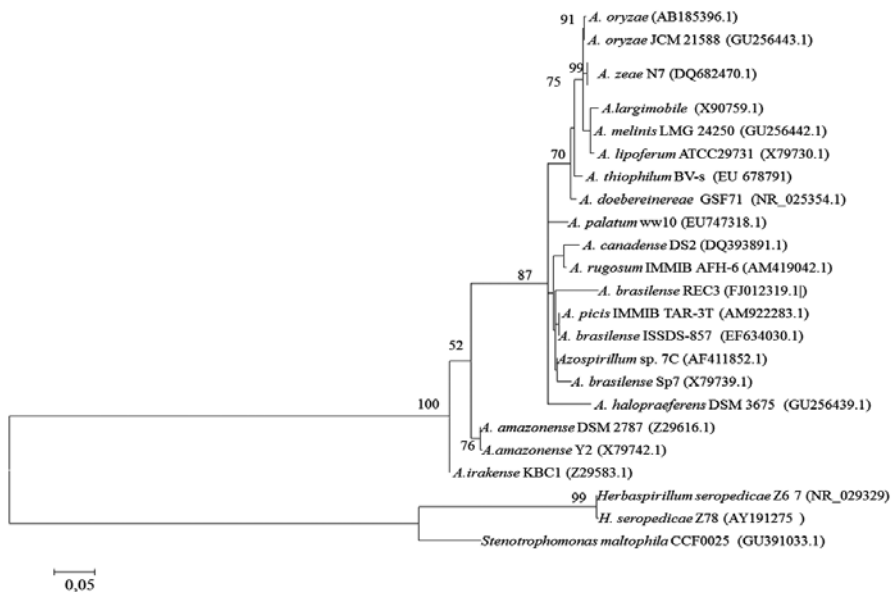 91
A. oryzae (AB185396.1)
A. oryzae JCM 21588 (GU256443.1)
99
A. zeae N7 (DQ682470.1)
75
A.largimobile (X90759.1)
A. melinis LMG 24250 (GU256442.1)
A. lipoferum ATCC29731 (X79730.1)
70
A. thiophilum BV-s (EU 678791)
A. doebereinereae GSF71 (NR_025354.1)
A. palatum ww10 (EU747318.1)
A. canadense DS2 (DQ393891.1)
A. rugosum IMMIB AFH-6 (AM419042.1)
87
A. brasilense REC3 (FJ012319.1|)
A. picis IMMIB TAR-3T (AM922283.1)
A. brasilense ISSDS-857 (EF634030.1)
52
Azospirillum sp. 7C (AF411852.1)
A. brasilense Sp7 (X79739.1)
100
A. halopraeferens DSM 3675 (GU256439.1)
A. amazonense DSM 2787 (Z29616.1)
76
A.amazonense Y2 (X79742.1)
A.irakense KBC1 (Z29583.1)
99
Herbaspirillum seropedicae Z6 7 (NR_029329)
H. seropedicae Z78 (AY191275 )
Stenotrophomonas maltophila CCF0025 (GU391033.1)
0,05